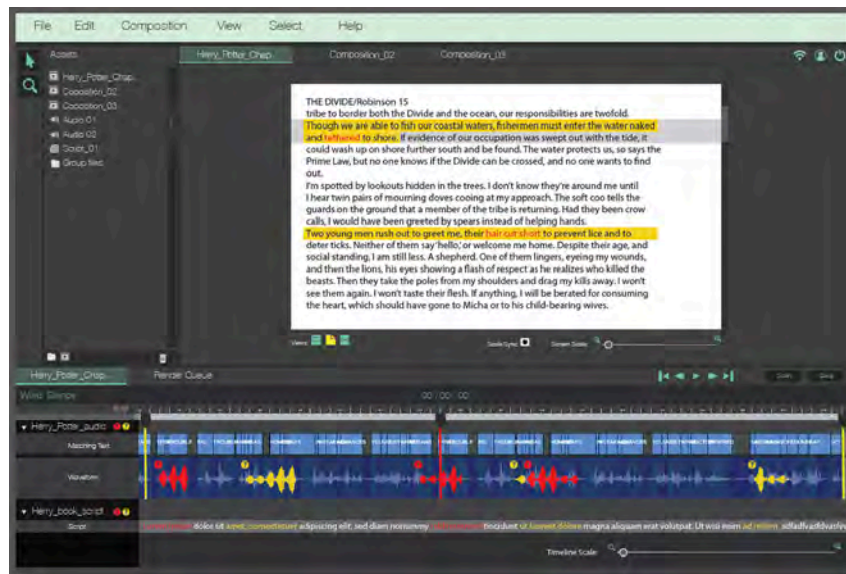 File Edit Composition View Select Help
Assets
Herry_Potter_Chap. Composition_02 Composition_03
Herry_Potter_Chap.
Coposition_02
Coposition_03
Audio 01
Audio 02
Script_01
Group files
THE DIVIDE/Robinson 15
tribe to border both the Divide and the ocean, our responsibilities are twofold.
Though we are able to fish our coastal waters, fishermen must enter the water naked
and tethered to shore. If evidence of our occupation was swept out with the tide, it
could wash up on shore further south and be found. The water protects us, so says the
Prime Law, but no one knows if the Divide can be crossed, and no one wants to find
out.
I'm spotted by lookouts hidden in the trees. I don't know they're around me until
I hear twin pairs of mourning doves cooing at my approach. The soft coo tells the
guards on the ground that a member of the tribe is returning. Had they been crow
calls, I would have been greeted by spears instead of helping hands.
Two young men rush out to greet me, their hair cut short to prevent lice and to
deter ticks. Neither of them say 'hello,' or welcome me home. Despite their age, and
social standing, I am still less. A shepherd. One of them lingers, eyeing my wounds,
and then the lions, his eyes showing a flash of respect as he realizes who killed the
beasts. Then they take the poles from my shoulders and drag my kills away. I won't
see them again. I won't taste their flesh. If anything, I will be berated for consuming
the heart, which should have gone to Micha or to his child-bearing wives.
Views: Screen Scale:
Herry_Potter_Chap. Render Queue
00 : 00 : 00
Herry_Potter_audio
Matching Text
Waveform
Herry_book_script
Script dolor sit amet, consectetuer adipiscing elit, sed diam nonummy tincidunt ut laoreet dolore magna aliquam erat volutpat. Ut wisi enim ad minim
Timeline Scale: